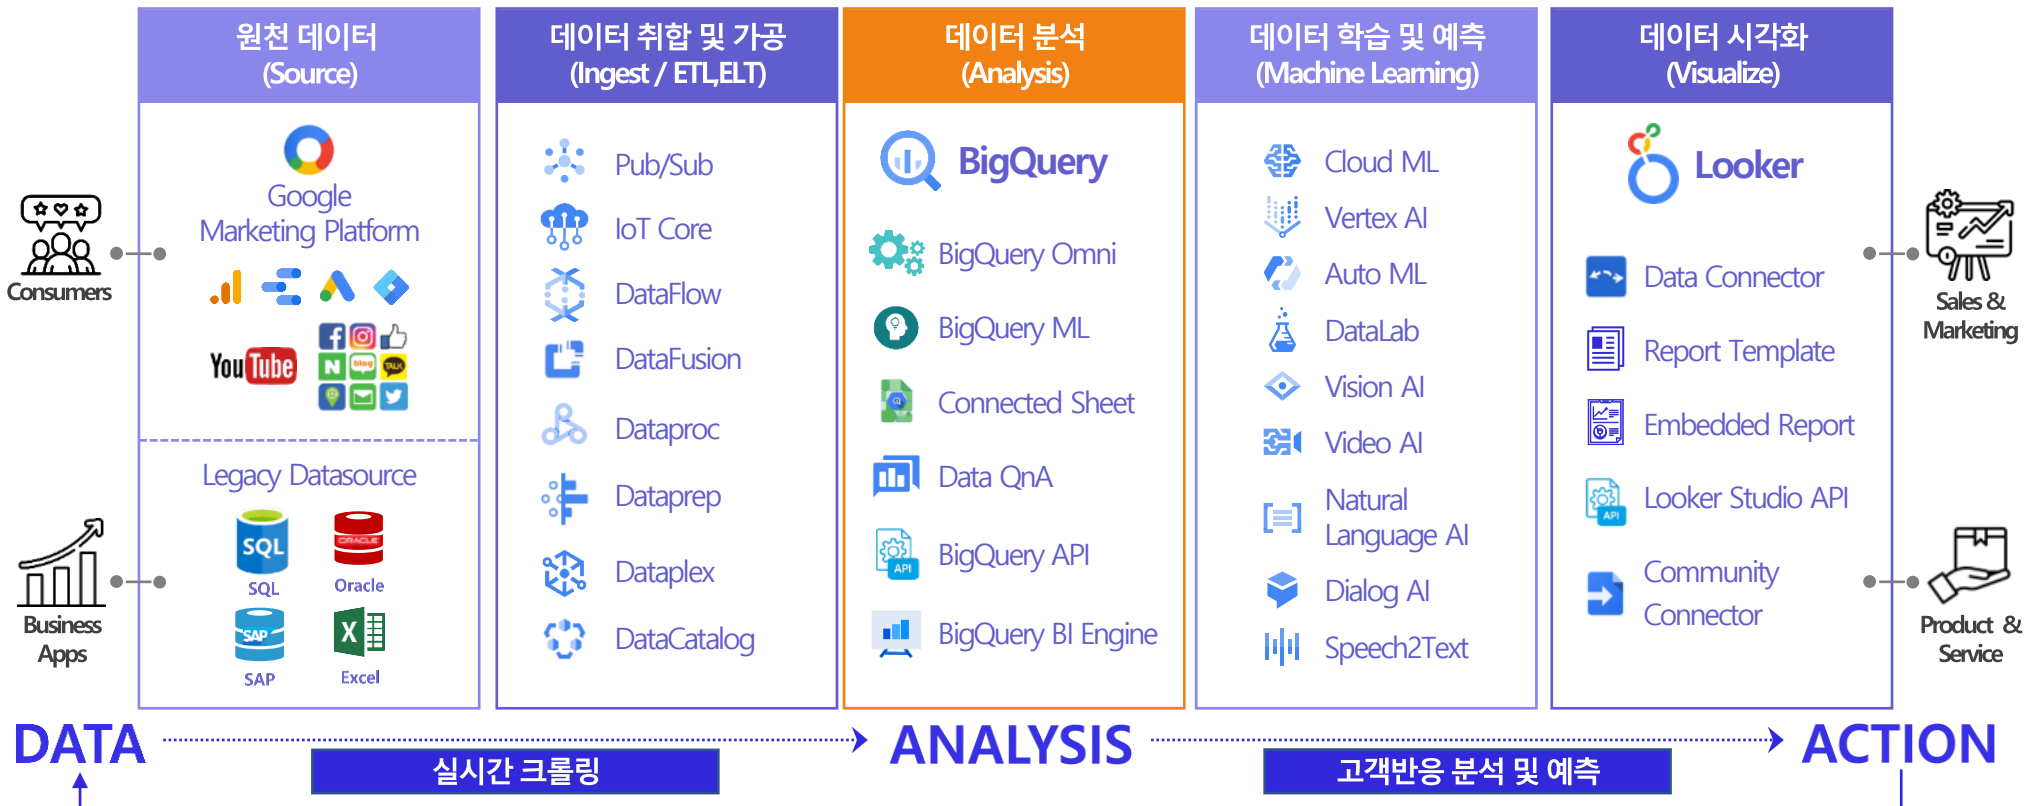 원천 데이터
(Source)
Google
Marketing Platform
YouTube
N
blog
TALK
Legacy Datasource
SQL
SQL
ORACLE
Oracle
SAP
SAP
X
Excel
Consumers
Business
Apps
데이터 취합 및 가공
(Ingest / ETL,ELT)
Pub/Sub
IoT Core
DataFlow
DataFusion
Dataproc
Dataprep
Dataplex
DataCatalog
데이터 분석
(Analysis)
BigQuery
BigQuery Omni
BigQuery ML
Connected Sheet
Data QnA
API
BigQuery API
BigQuery BI Engine
데이터 학습 및 예측
(Machine Learning)
Cloud ML
Vertex AI
Auto ML
DataLab
Vision AI
Video AI
Natural
Language AI
Dialog AI
Speech2Text
데이터 시각화
(Visualize)
Looker
Data Connector
Report Template
Embedded Report
API
Looker Studio API
Community
Connector
Sales &
Marketing
Product &
Service
DATA
실시간 크롤링
ANALYSIS
고객반응 분석 및 예측
ACTION